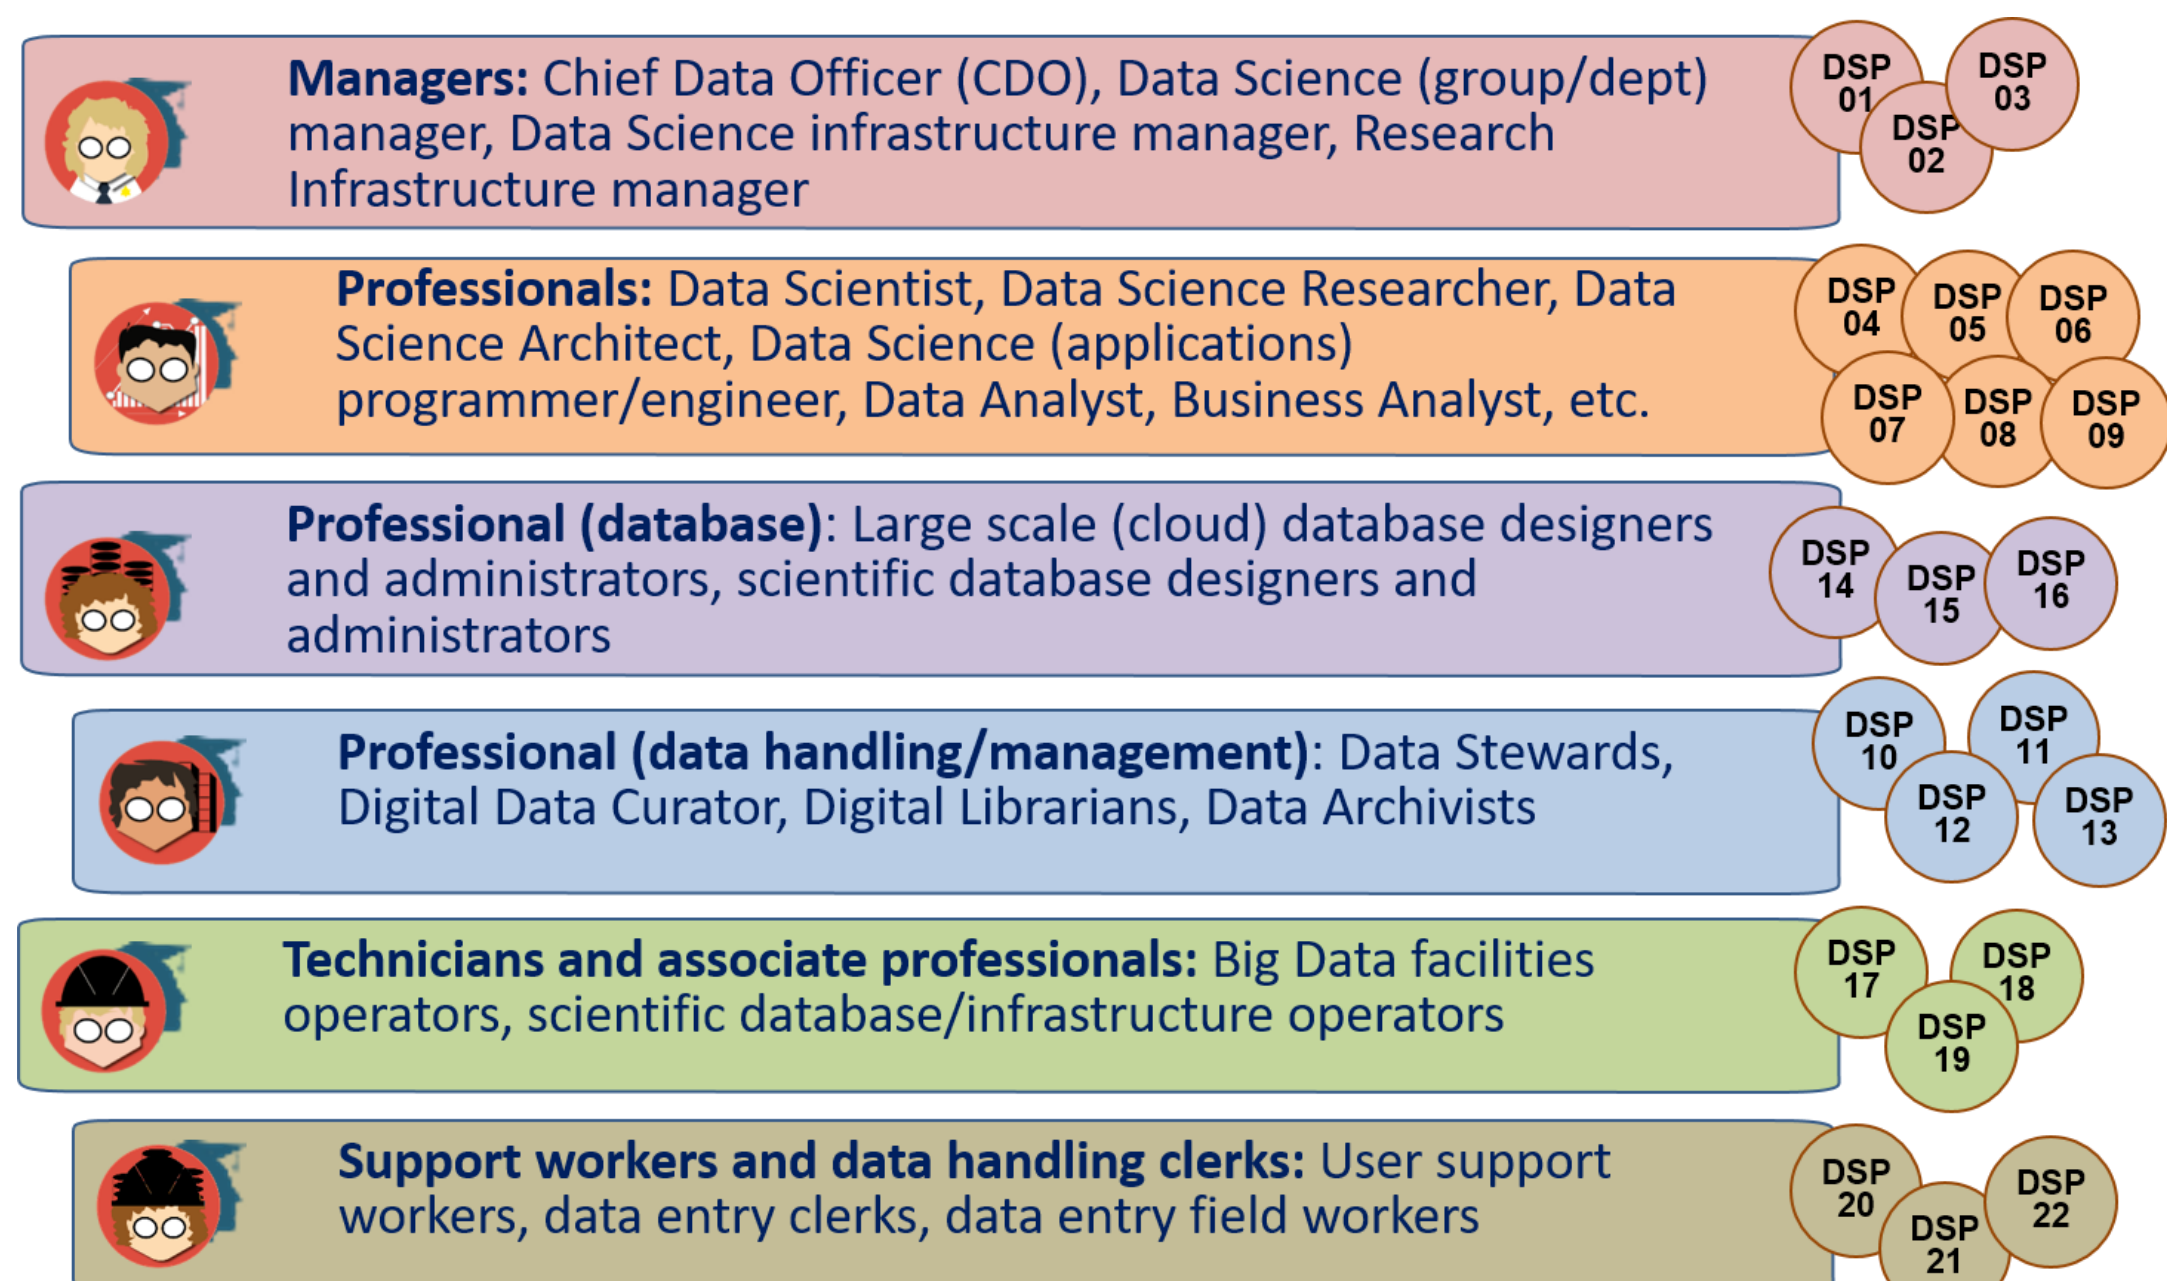 Managers: Chief Data Officer (CDO), Data Science (group/dept)
manager, Data Science infrastructure manager, Research
Infrastructure manager
DSP
01
DSP
02
DSP
03
Professionals: Data Scientist, Data Science Researcher, Data
Science Architect, Data Science (applications)
programmer/engineer, Data Analyst, Business Analyst, etc.
DSP
04
DSP
05
DSP
06
DSP
07
DSP
08
DSP
09
Professional (database): Large scale (cloud) database designers
and administrators, scientific database designers and
administrators
DSP
14
DSP
15
DSP
16
Professional (data handling/management): Data Stewards,
Digital Data Curator, Digital Librarians, Data Archivists
DSP
10
DSP
11
DSP
12
DSP
13
Technicians and associate professionals: Big Data facilities
operators, scientific database/infrastructure operators
DSP
17
DSP
18
DSP
19
Support workers and data handling clerks: User support
workers, data entry clerks, data entry field workers
DSP
20
DSP
21
DSP
22